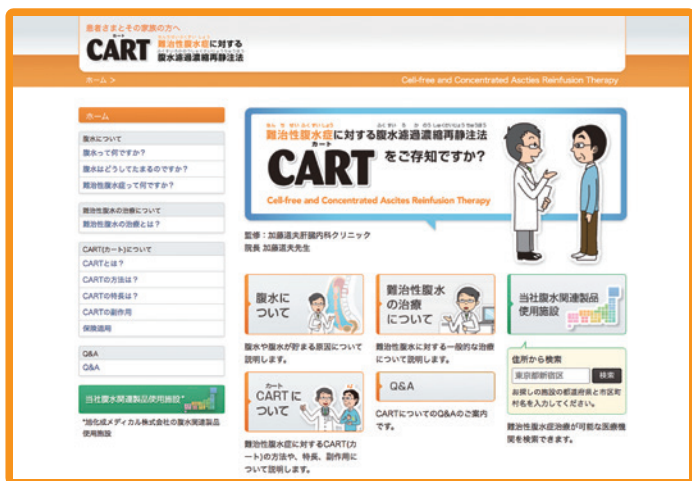 患者さまとその家族の方へ
カート
なんちせいふくすいしょう
CART 難治性腹水症に対する
腹水濾過濃縮再静注法
ホーム >
Cell-free and Concentrated Ascties Reinfusion Therapy
ホーム
腹水について
腹水って何ですか?
腹水はどうしてたまるのですか?
難治性腹水症って何ですか?
難治性腹水の治療について
難治性腹水の治療とは?
CART(カート)について
CARTとは?
CARTの方法は?
CARTの特長は?
CARTの副作用
保険適用
Q&A
Q&A
当社腹水関連製品使用施設*
*旭化成メディカル株式会社の腹水関連製品
使用施設
難治性腹水症に対する腹水濾過濃縮再静注法
カート
CART をご存知ですか?
Cell-free and Concentrated Ascites Reinfusion Therapy
監修:加藤道夫肝臓内科クリニック
院長 加藤道夫先生
腹水に
ついて
腹水や腹水が貯まる原因について
説明します。
難治性腹水
の治療
について
難治性腹水に対する一般的な治療
について説明します。
当社腹水関連製品
使用施設
住所から検索
東京都新宿区
検索
お探しの施設の都道府県と市区町
村名を入力してください。
難治性腹水症治療が可能な医療機
関を検索できます。
カート
CARTに
ついて
難治性腹水症に対するCART(カ
ート)の方法や、特長、副作用に
ついて説明します。
Q&A
CARTについてのQ&Aのご案内
です。